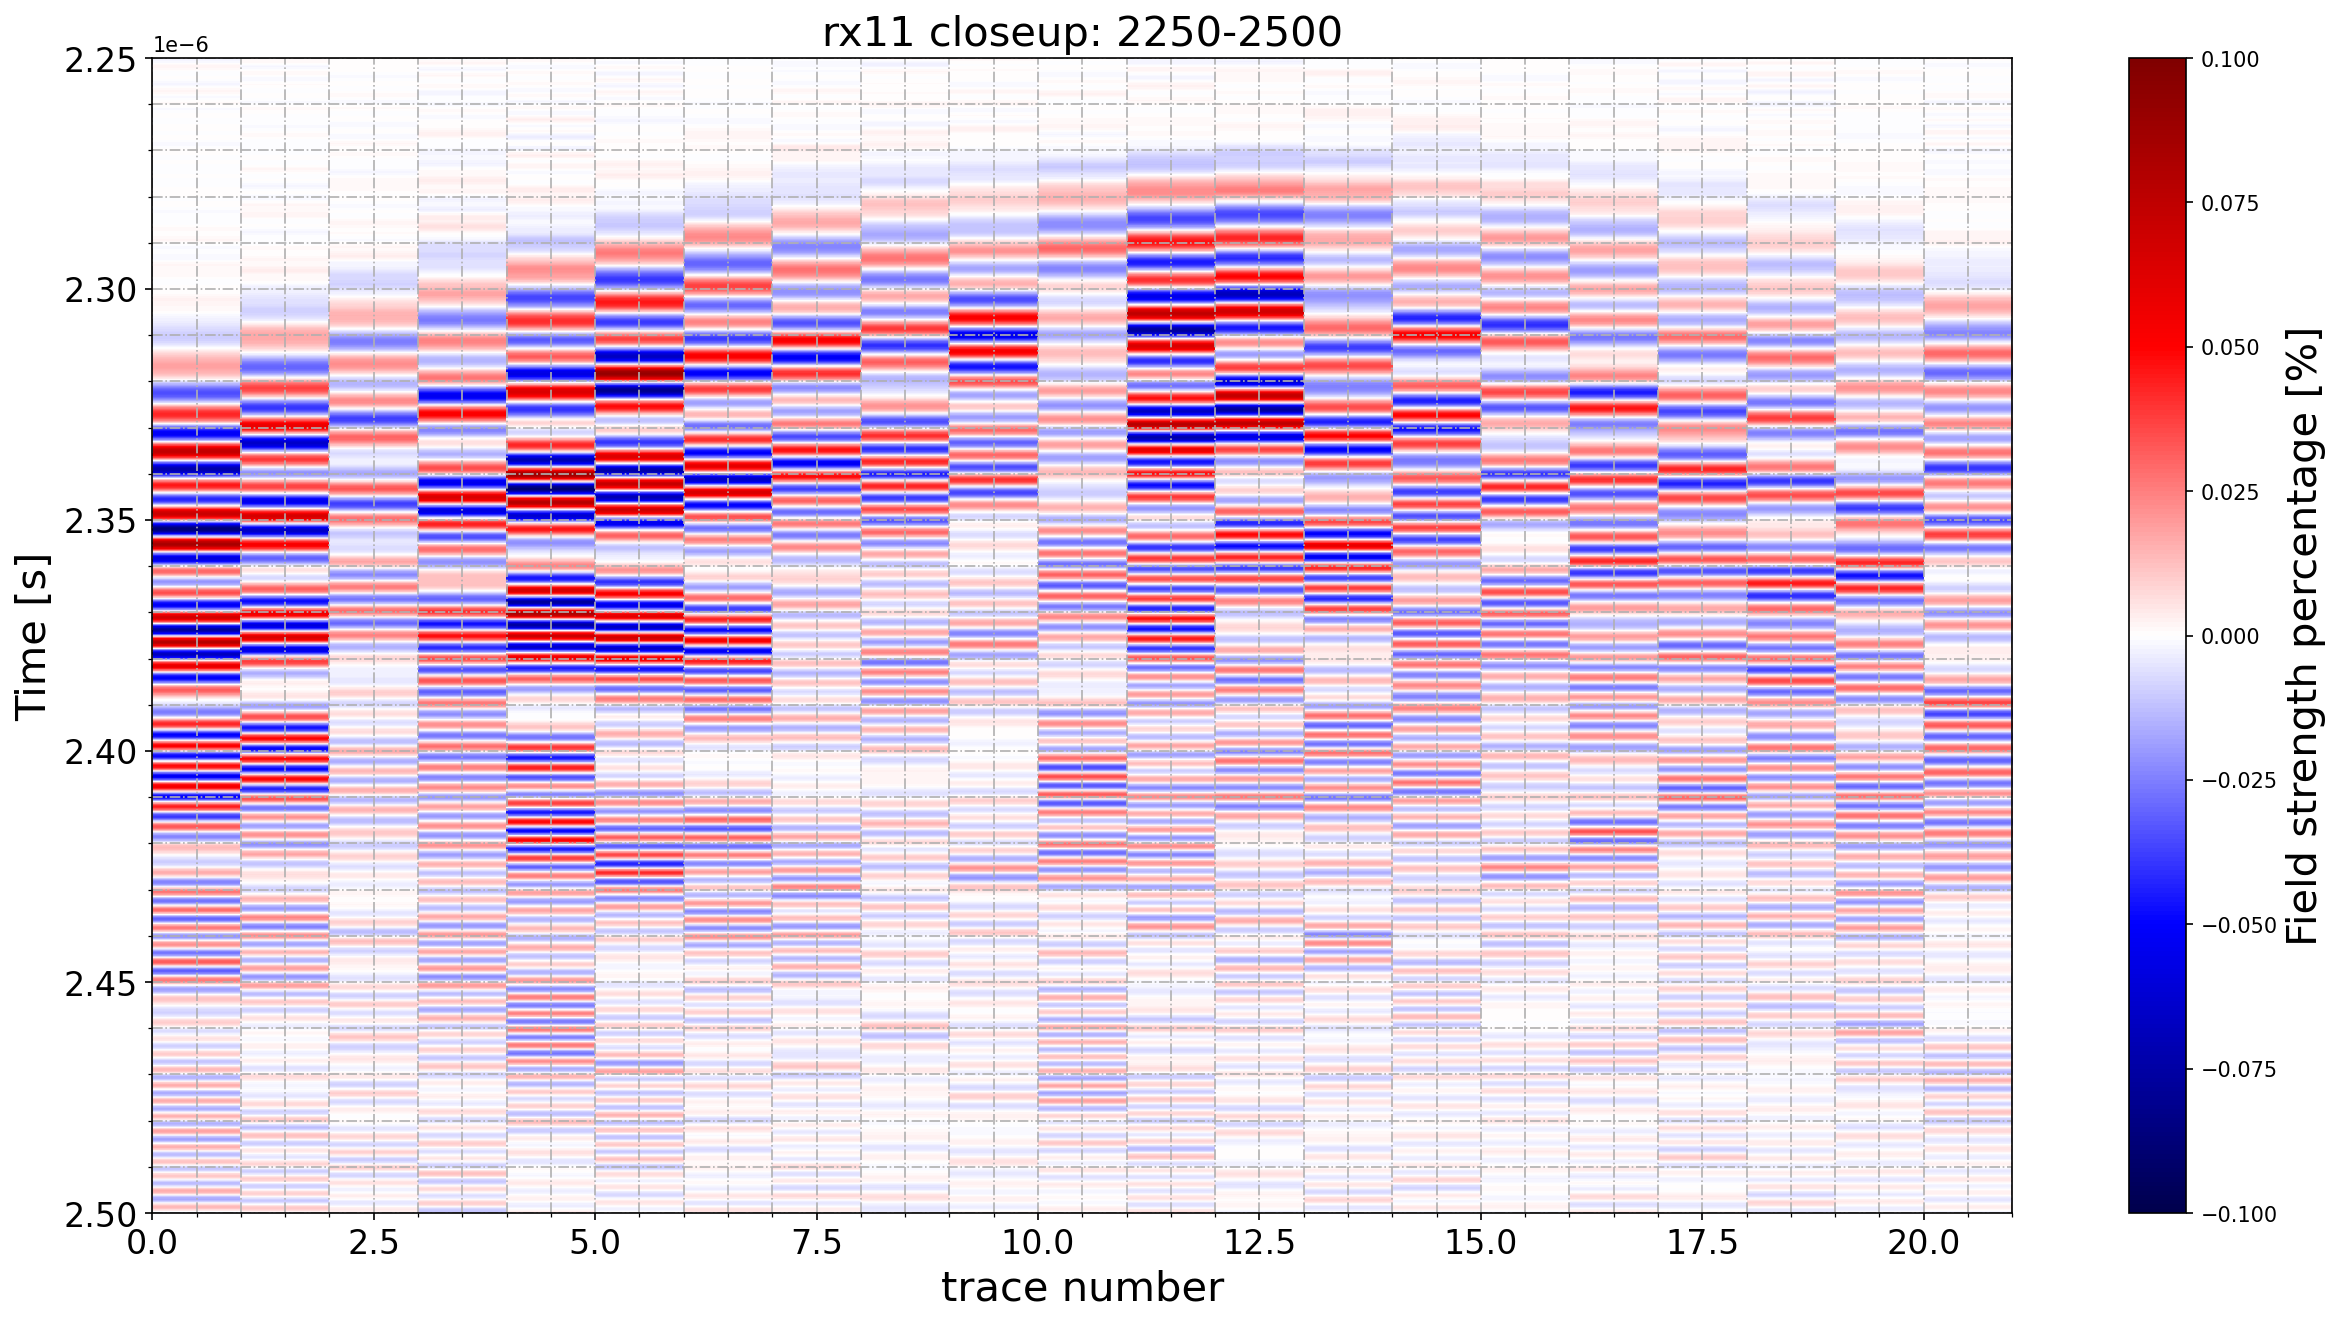 rx11 closeup: 2250-2500
1e−6
2.25
2.30
2.35
2.40
2.45
2.50
Time [s]
0.0 2.5 5.0 7.5 10.0 12.5 15.0 17.5 20.0
trace number
0.100
0.075
0.050
0.025
0.000
−0.025
−0.050
−0.075
−0.100
Field strength percentage [%]